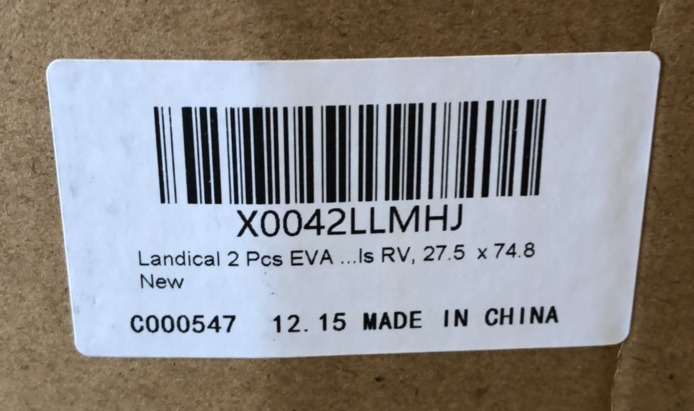 X0042LLMHJ
Landical 2 Pcs EVA ...ls RV, 27.5 x 74.8
New
C000547 12.15 MADE IN CHINA